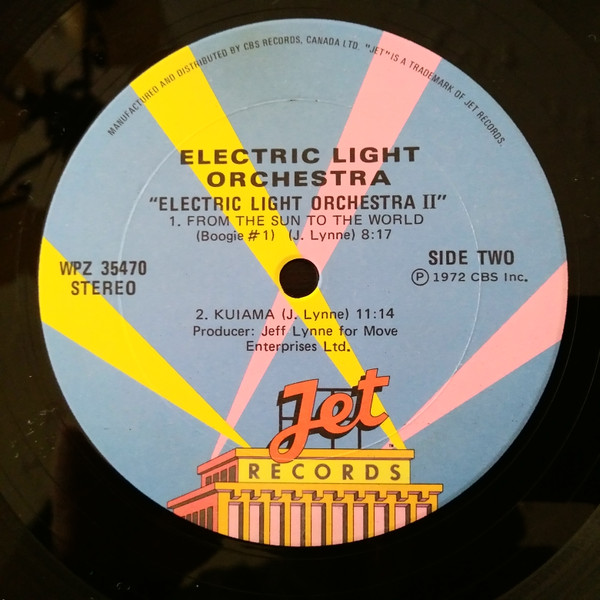 MANUFACTURED AND DISTRIBUTED BY CBS RECORDS, CANADA LTD. "JET" IS A TRADEMARK OF JET RECORDS.
ELECTRIC LIGHT
ORCHESTRA
"ELECTRIC LIGHT ORCHESTRA II"
1. FROM THE SUN TO THE WORLD
(Boogie #1) (J. Lynne) 8:17
WPZ 35470
STEREO
SIDE TWO
Ⓟ 1972 CBS Inc.
2. KUIAMA (J. Lynne) 11:14
Producer: Jeff Lynne for Move
Enterprises Ltd.
Jet
TM
RECORDS